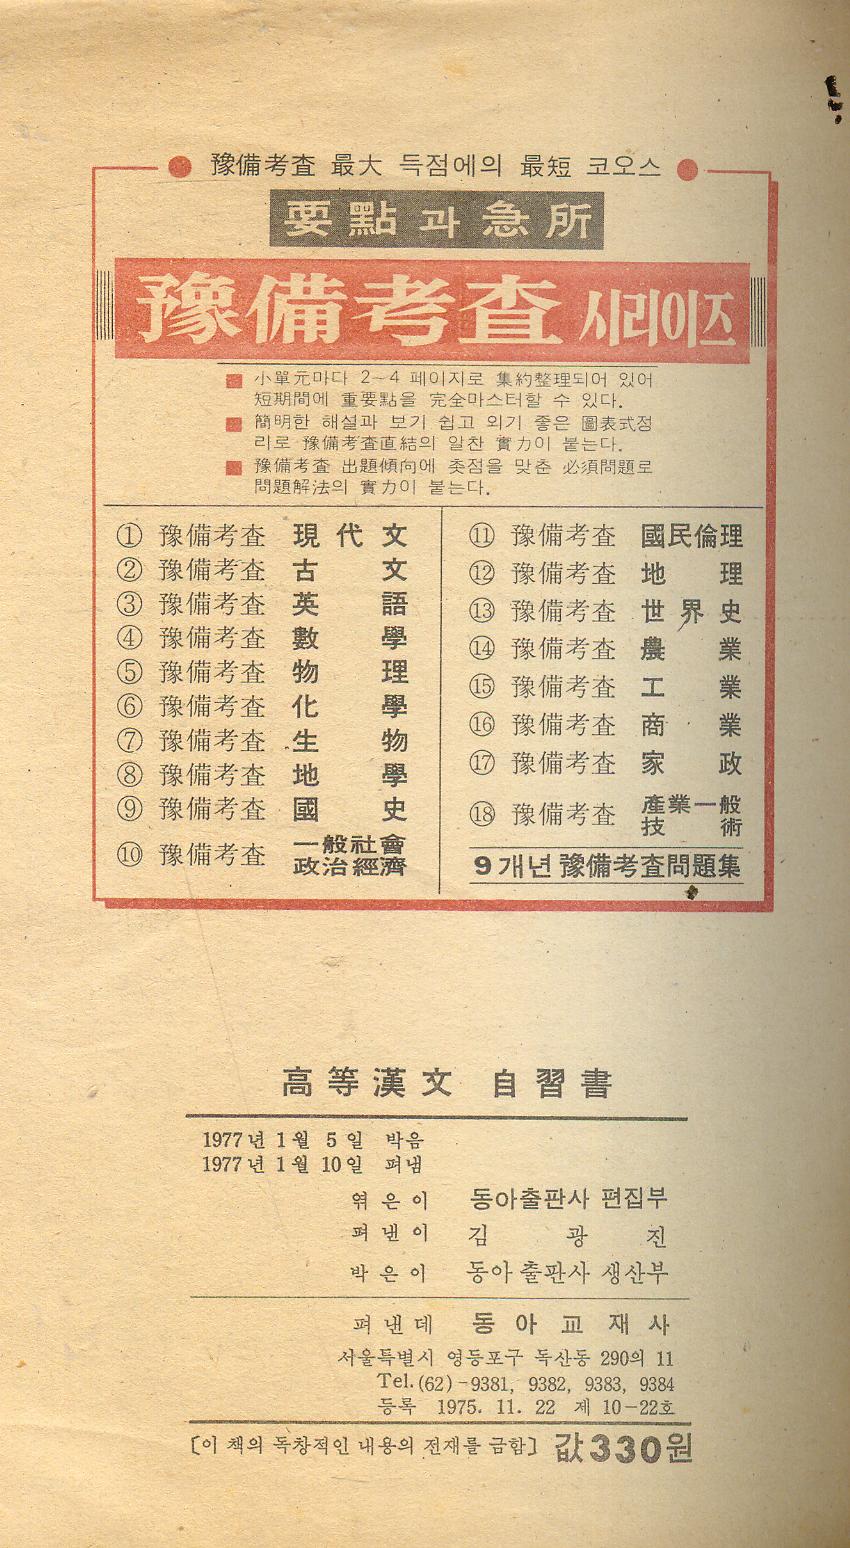 豫備考査 最大 득점에의 最短 코오스
要點과 急所
豫備考査 시리이즈
小單元마다 2~4 페이지로 集約整理되어 있어
短期間에 重要點을 完全마스터할 수 있다.
簡明한 해설과 보기 쉽고 외기 좋은 圖表式정
리로 豫備考査直結의 알찬 實力이 붙는다.
豫備考査 出題傾向에 촛점을 맞춘 必須問題로
問題解法의 實力이 붙는다.
① 豫備考査 現代文
② 豫備考査 古文
③ 豫備考査 英語
④ 豫備考査 數學
⑤ 豫備考査 物理
⑥ 豫備考査 化學
⑦ 豫備考査 生物
⑧ 豫備考査 地學
⑨ 豫備考査 國史
⑩ 豫備考査 一般社會
政治經濟
⑪ 豫備考査 國民倫理
⑫ 豫備考査 地理
⑬ 豫備考査 世界史
⑭ 豫備考査 農業
⑮ 豫備考査 工業
⑯ 豫備考査 商業
⑰ 豫備考査 家政
⑱ 豫備考査 產業一般
技術
9개년 豫備考査問題集
高等漢文 自習書
1977년 1월 5일 박음
1977년 1월 10일 펴냄
엮은이 동아출판사 편집부
펴낸이 김광진
박은이 동아출판사 생산부
펴낸데 동아교재사
서울특별시 영등포구 독산동 290의 11
Tel.(62)-9381, 9382, 9383, 9384
등록 1975. 11. 22 제 10-22호
〔이 책의 독창적인 내용의 전재를 금함〕 값 330원